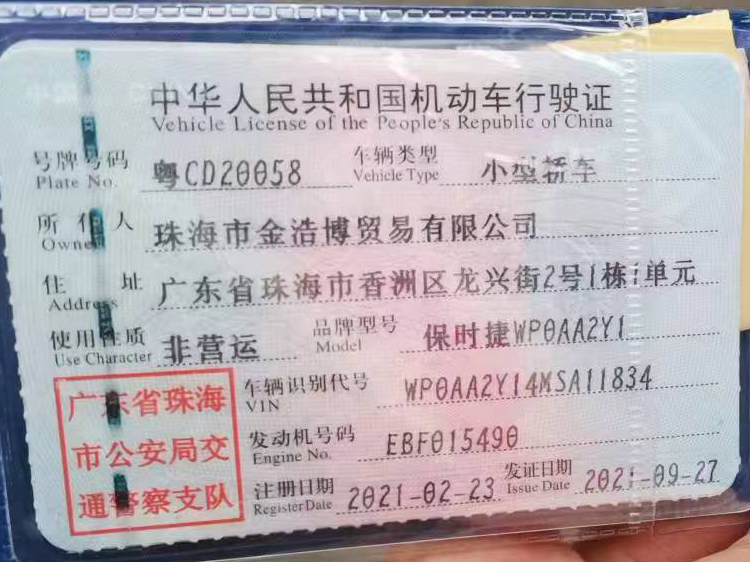 中华人民共和国机动车行驶证
Vehicle License of the People's Republic of China
号牌号码 粤CD20058 车辆类型 小型轿车
Plate No. Vehicle Type
所有人 珠海市金浩博贸易有限公司
Owner
住址 广东省珠海市香洲区龙兴街2号1栋1单元
Address
使用性质 非营运 品牌型号 保时捷WP0AA2Y1
Use Character Model
广东省珠海
市公安局交
通警察支队
车辆识别代号 WP0AA2Y14MSA11834
VIN
发动机号码 EBF015490
Engine No.
注册日期 2021-02-23 发证日期 2021-09-27
Register Date Issue Date